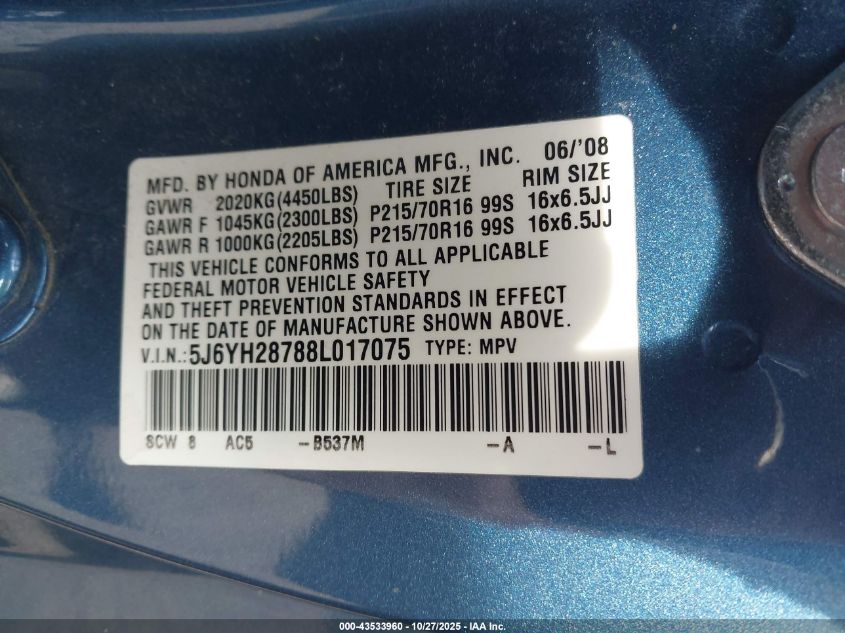 MFD. BY HONDA OF AMERICA MFG., INC. 06/'08
GVWR 2020KG(4450LBS) TIRE SIZE RIM SIZE
GAWR F 1045KG(2300LBS) P215/70R16 99S 16x6.5JJ
GAWR R 1000KG(2205LBS) P215/70R16 99S 16x6.5JJ
THIS VEHICLE CONFORMS TO ALL APPLICABLE
FEDERAL MOTOR VEHICLE SAFETY
AND THEFT PREVENTION STANDARDS IN EFFECT
ON THE DATE OF MANUFACTURE SHOWN ABOVE.
V.I.N.:5J6YH28788L017075 TYPE: MPV
SCW 8 AC5 -B537M -A -L
000-43533960 - 10/27/2025 - IAA Inc.